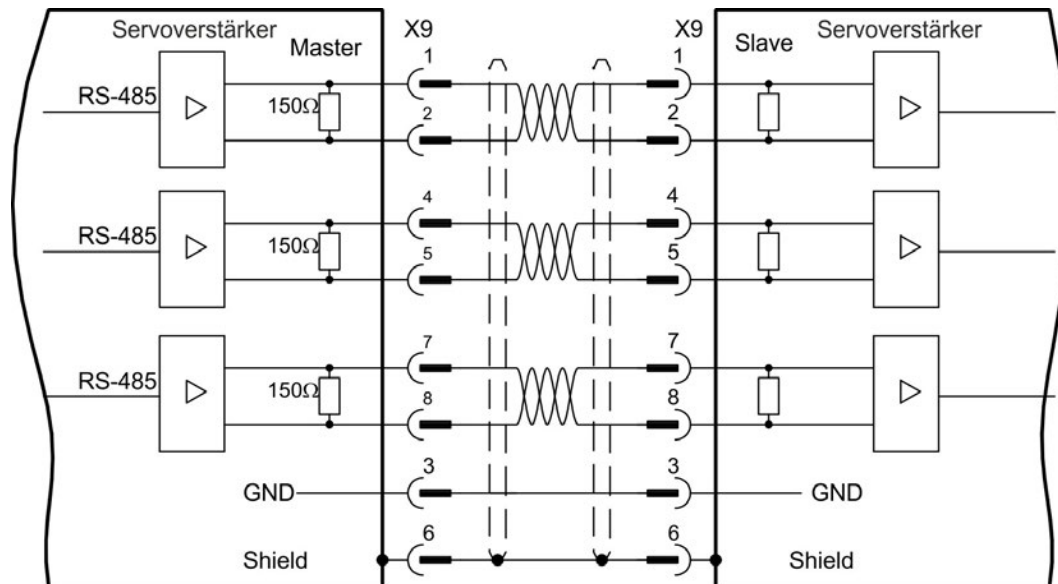 Servoverstärker
Master
X9
X9
Slave
Servoverstärker
1
1
RS-485
150Ω
2
2
4
4
RS-485
150Ω
5
5
7
7
RS-485
150Ω
8
8
3
3
GND
GND
6
6
Shield
Shield